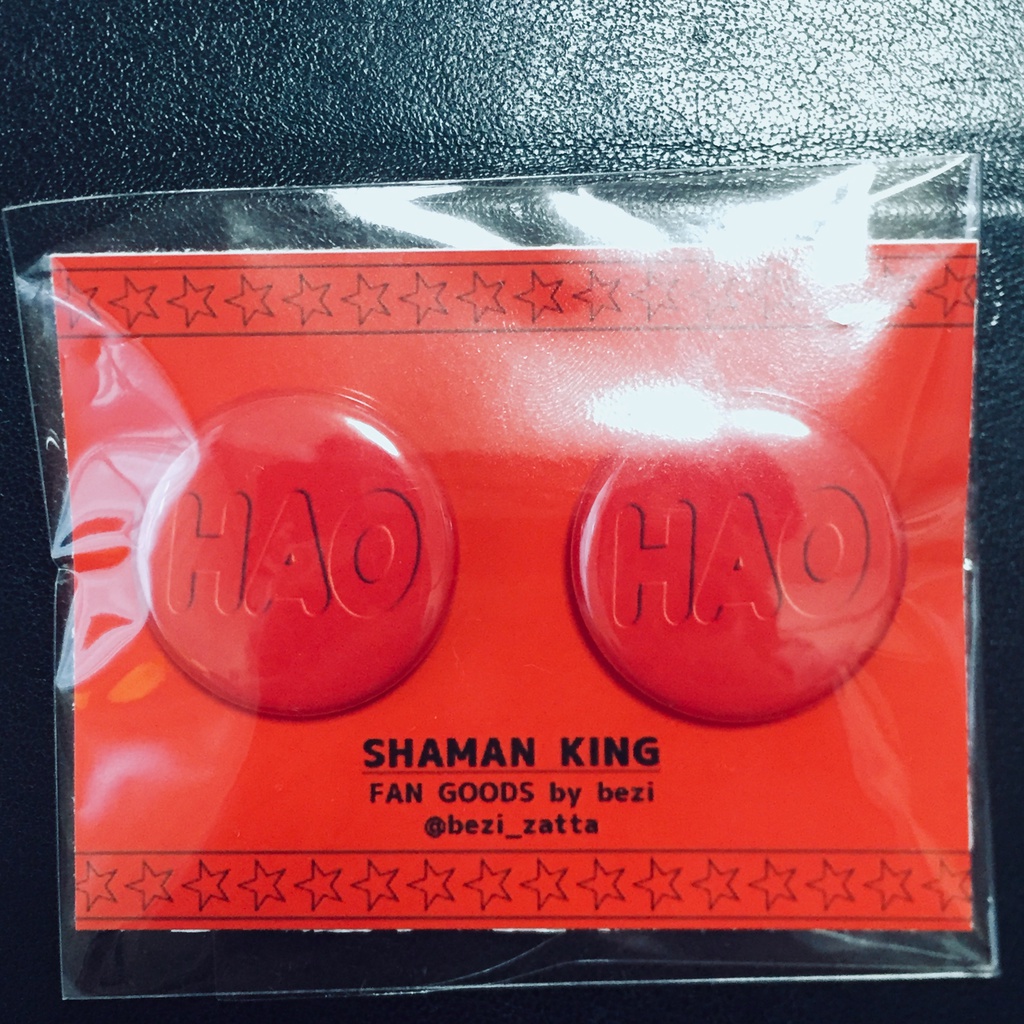 HAO HAO
SHAMAN KING
FAN GOODS by bezi
@bezi_zatta